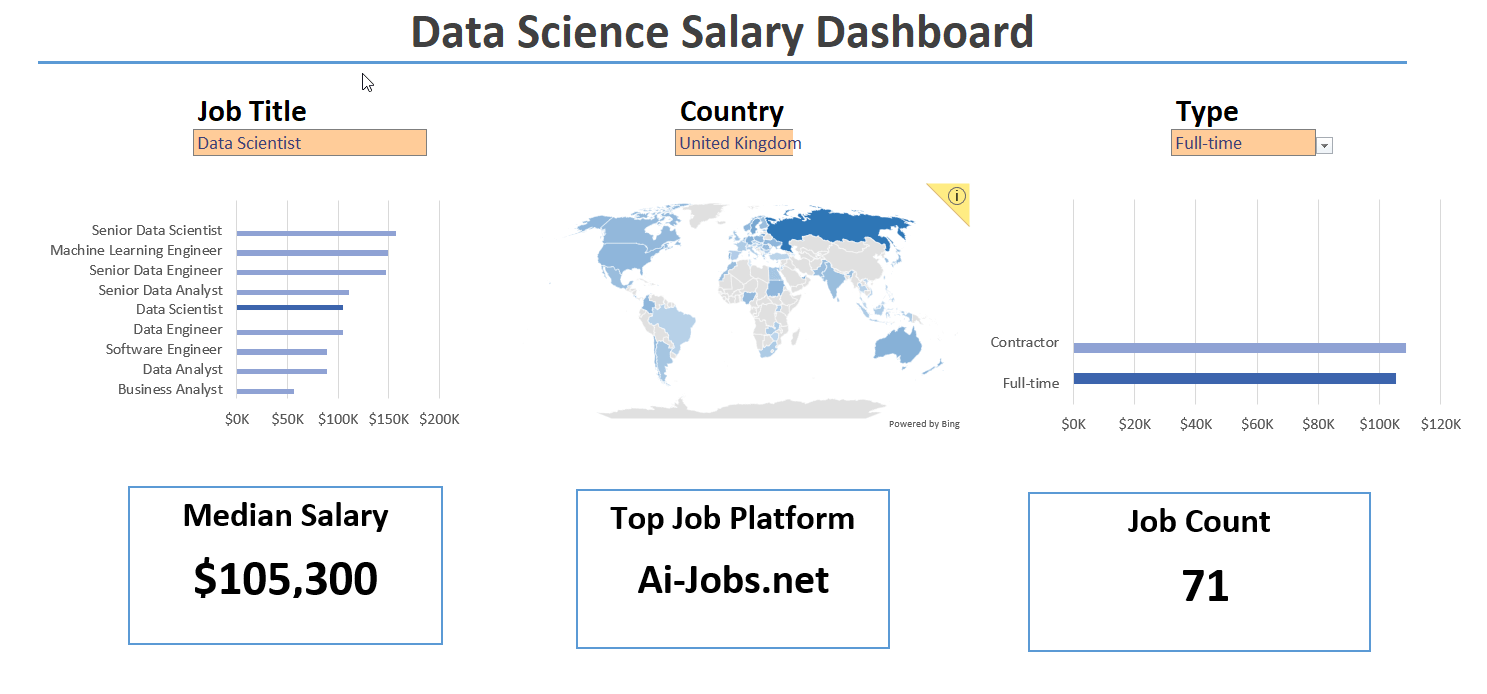 Data Science Salary Dashboard
Job Title
Data Scientist
Country
United Kingdom
Type
Full-time
Senior Data Scientist
Machine Learning Engineer
Senior Data Engineer
Senior Data Analyst
Data Scientist
Data Engineer
Software Engineer
Data Analyst
Business Analyst
$0K $50K $100K $150K $200K
i
Powered by Bing
Contractor
Full-time
$0K $20K $40K $60K $80K $100K $120K
Median Salary
$105,300
Top Job Platform
Ai-Jobs.net
Job Count
71